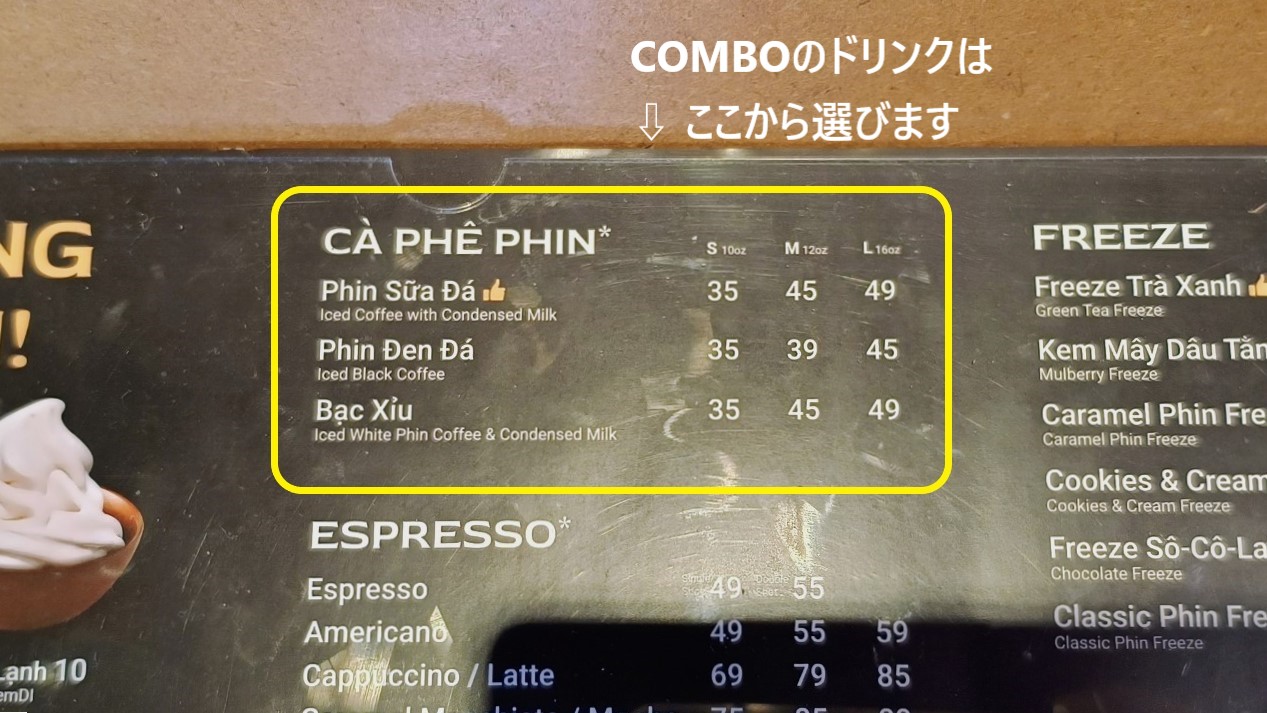 COMBOのドリンクは
⇩ ここから選びます
NG
!
CÀ PHÊ PHIN* S 10oz M 12oz L 16oz
Phin Sữa Đá 35 45 49
Iced Coffee with Condensed Milk
Phin Đen Đá 35 39 45
Iced Black Coffee
Bạc Xỉu 35 45 49
Iced White Phin Coffee & Condensed Milk
ESPRESSO*
Espresso 49 55
Americano 49 55 59
Cappuccino / Latte 69 79 85
FREEZE
Freeze Trà Xanh
Green Tea Freeze
Kem Mây Dâu Tằm
Mulberry Freeze
Caramel Phin Fre
Caramel Phin Freeze
Cookies & Cream
Cookies & Cream Freeze
Freeze Sô-Cô-La
Chocolate Freeze
Classic Phin Fre
Classic Phin Freeze
Lạnh 10